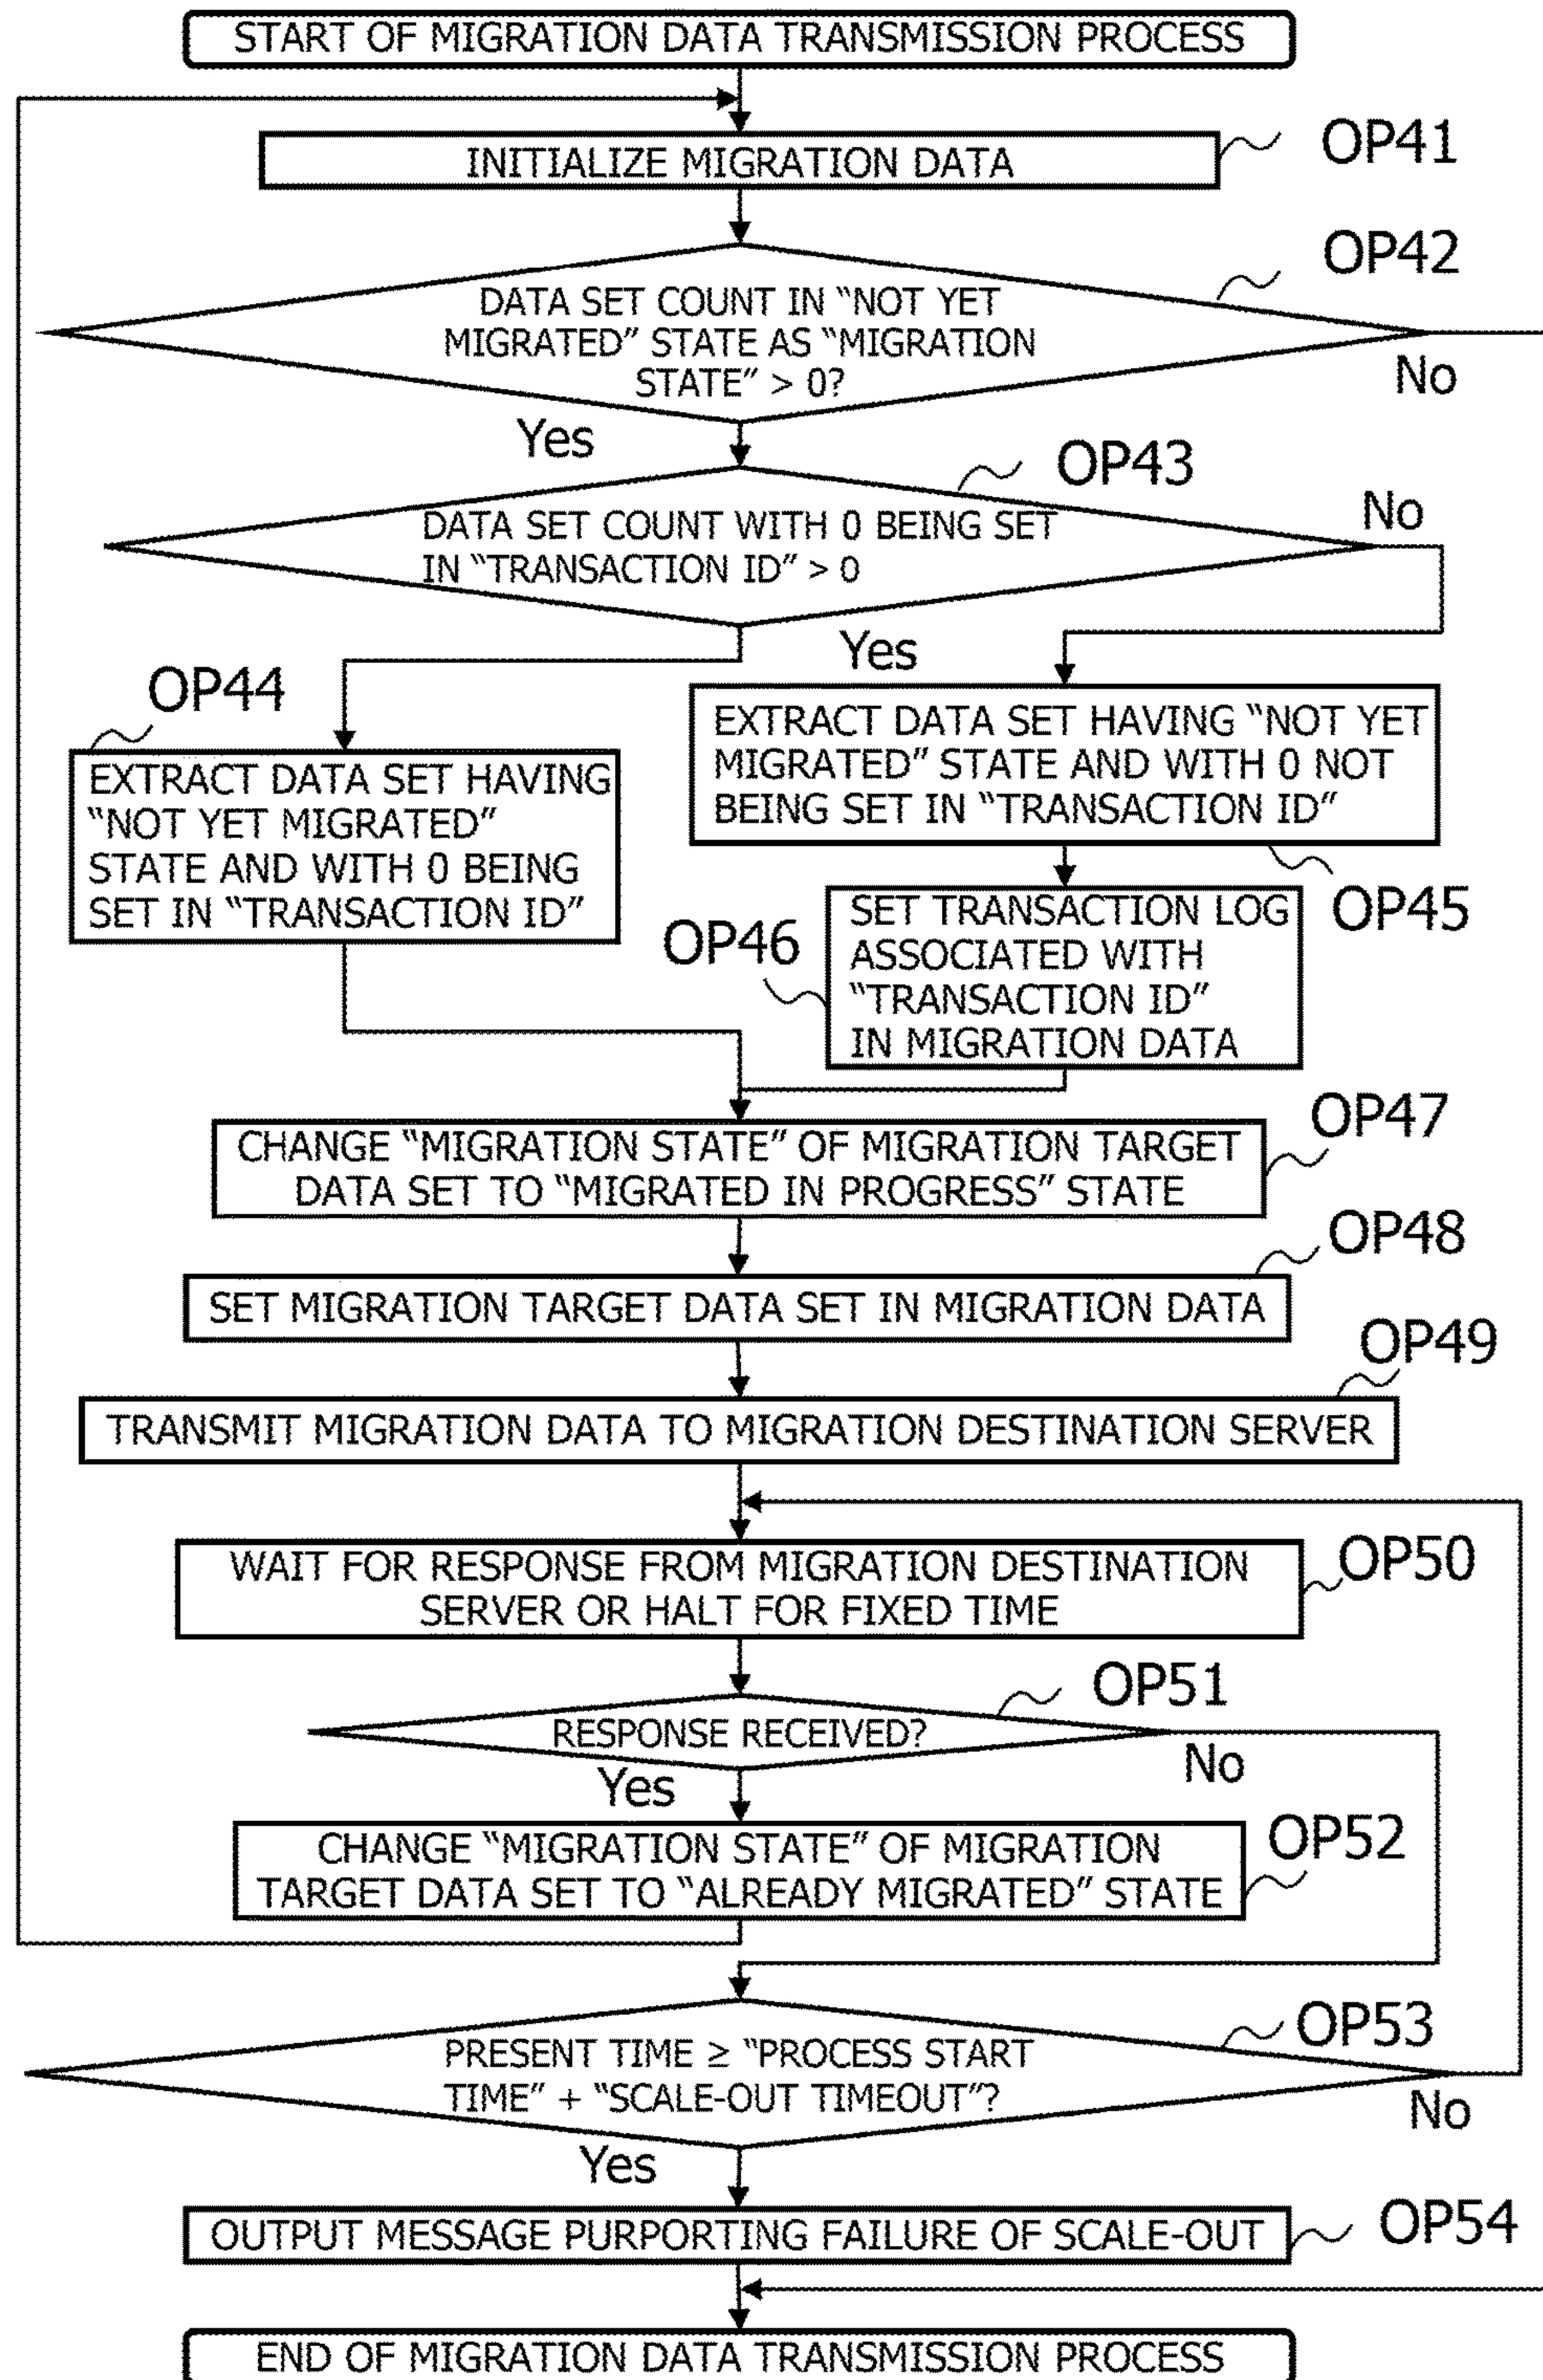 START OF MIGRATION DATA TRANSMISSION PROCESS
INITIALIZE MIGRATION DATA
OP41
OP42
DATA SET COUNT IN “NOT YET
MIGRATED” STATE AS “MIGRATION
STATE” > 0?
No
Yes
OP43
DATA SET COUNT WITH 0 BEING SET
IN “TRANSACTION ID” > 0
No
Yes
OP44
EXTRACT DATA SET HAVING
“NOT YET MIGRATED”
STATE AND WITH 0 BEING
SET IN “TRANSACTION ID”
EXTRACT DATA SET HAVING “NOT YET
MIGRATED” STATE AND WITH 0 NOT
BEING SET IN “TRANSACTION ID”
OP45
OP46
SET TRANSACTION LOG
ASSOCIATED WITH
“TRANSACTION ID”
IN MIGRATION DATA
OP47
CHANGE “MIGRATION STATE” OF MIGRATION TARGET
DATA SET TO “MIGRATED IN PROGRESS” STATE
OP48
SET MIGRATION TARGET DATA SET IN MIGRATION DATA
OP49
TRANSMIT MIGRATION DATA TO MIGRATION DESTINATION SERVER
WAIT FOR RESPONSE FROM MIGRATION DESTINATION
SERVER OR HALT FOR FIXED TIME
OP50
OP51
RESPONSE RECEIVED?
No
Yes
CHANGE “MIGRATION STATE” OF MIGRATION
TARGET DATA SET TO “ALREADY MIGRATED” STATE
OP52
OP53
PRESENT TIME ≥ “PROCESS START
TIME” + “SCALE-OUT TIMEOUT”?
No
Yes
OUTPUT MESSAGE PURPORTING FAILURE OF SCALE-OUT
OP54
END OF MIGRATION DATA TRANSMISSION PROCESS